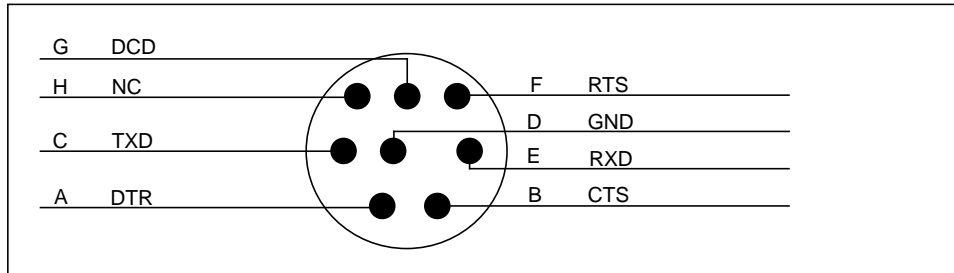 G DCD
H NC
C TXD
A DTR
F RTS
D GND
E RXD
B CTS